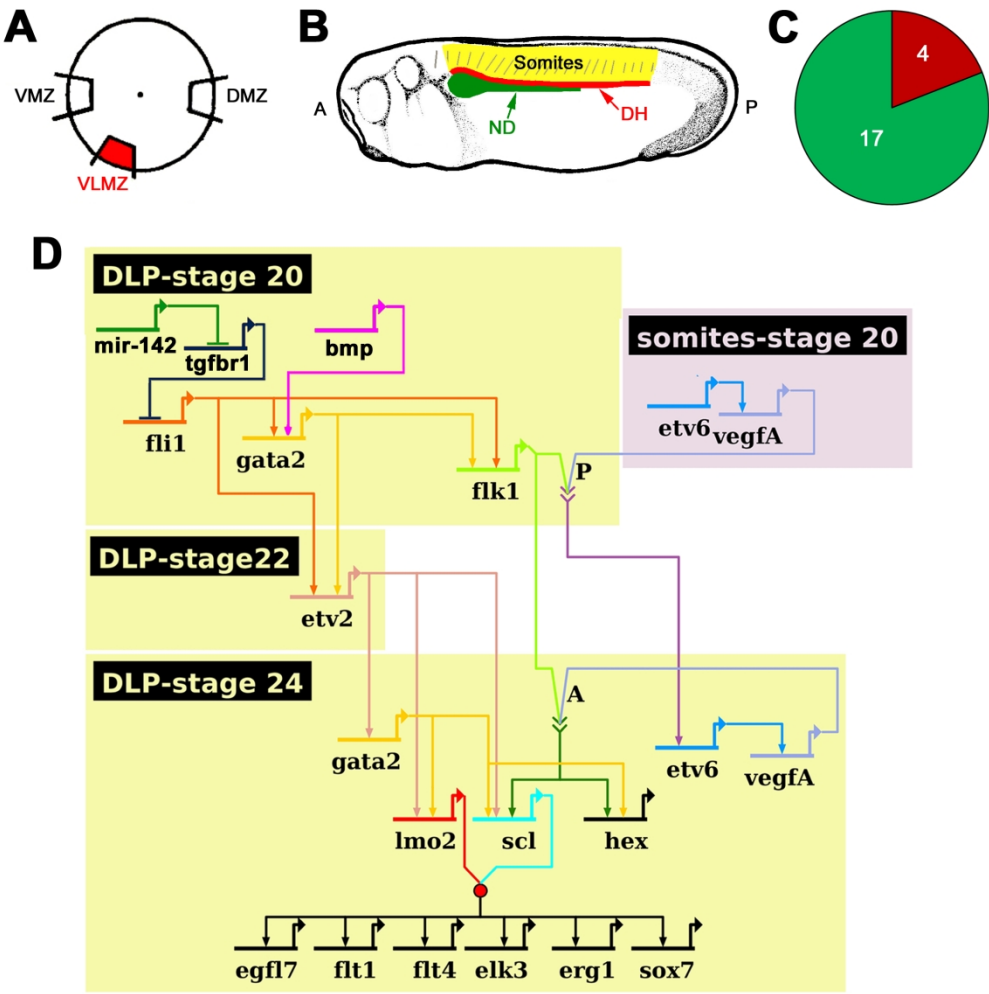 A
VMZ
DMZ
VLMZ
B
Somites
A
P
ND
DH
C
4
17
D
DLP-stage 20
mir-142
tgfbr1
bmp
fli1
gata2
flk1
P
somites-stage 20
etv6
vegfA
DLP-stage22
etv2
DLP-stage 24
A
gata2
etv6
vegfA
lmo2
scl
hex
egfl7
flt1
flt4
elk3
erg1
sox7